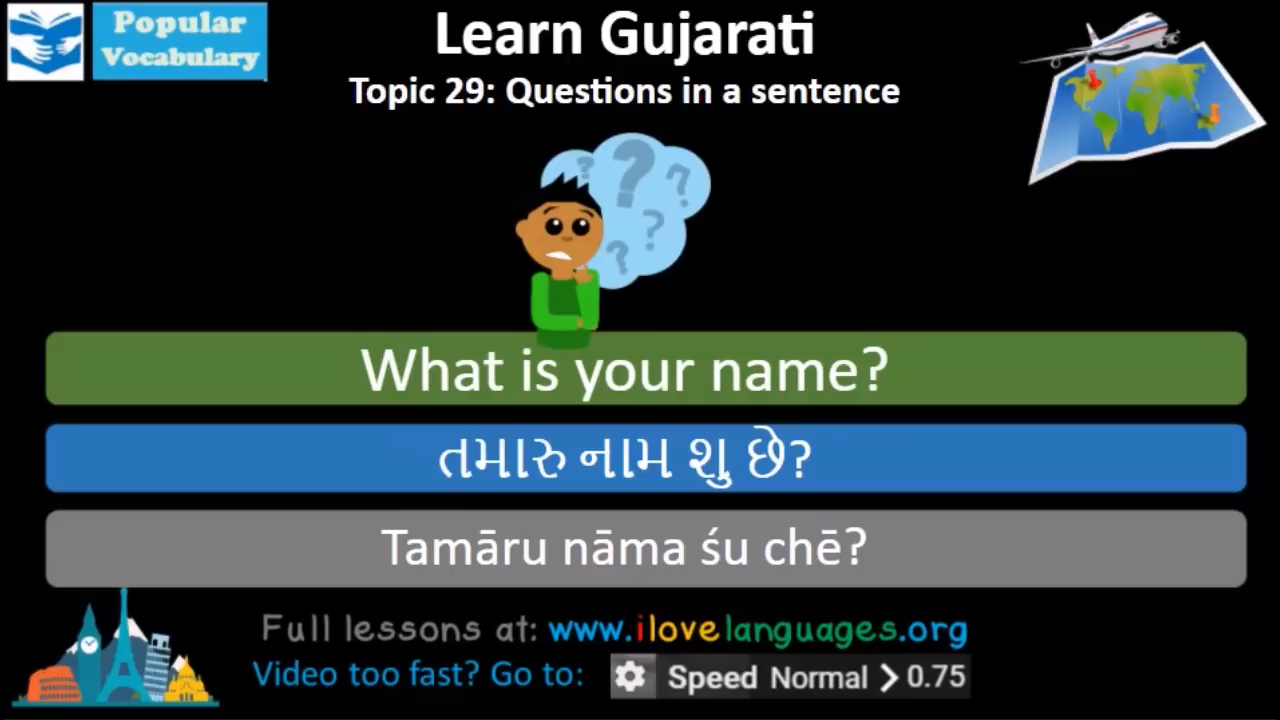 Popular
Vocabulary
Learn Gujarati
Topic 29: Questions in a sentence
What is your name?
તમારુ નામ શુ છે?
Tamāru nāma śu chē?
Full lessons at: www.ilovelanguages.org
Video too fast? Go to: Speed Normal > 0.75